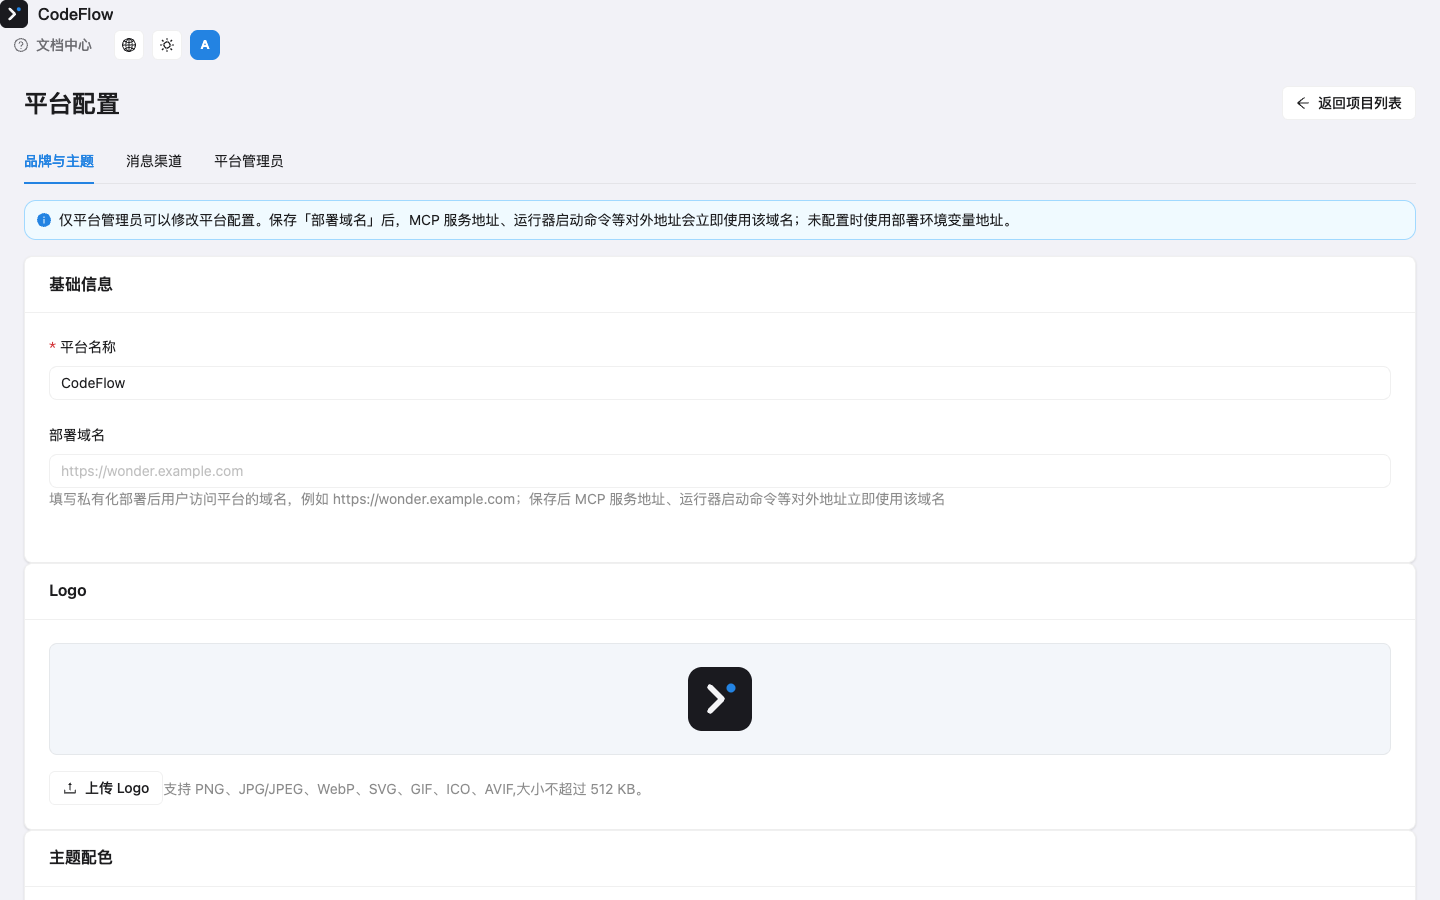 CodeFlow
文档中心
A
平台配置
返回项目列表
品牌与主题 消息渠道 平台管理员
仅平台管理员可以修改平台配置。保存「部署域名」后，MCP 服务地址、运行器启动命令等对外地址会立即使用该域名；未配置时使用部署环境变量地址。
基础信息
* 平台名称
CodeFlow
部署域名
https://wonder.example.com
填写私有化部署后用户访问平台的域名，例如 https://wonder.example.com；保存后 MCP 服务地址、运行器启动命令等对外地址立即使用该域名
Logo
上传 Logo 支持 PNG、JPG/JPEG、WebP、SVG、GIF、ICO、AVIF,大小不超过 512 KB。
主题配色